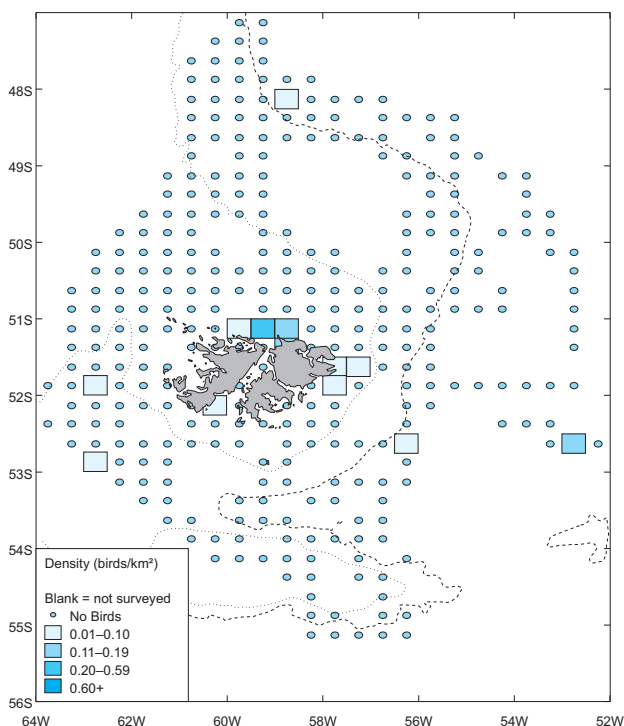 48S
49S
50S
51S
52S
53S
54S
55S
56S
Density (birds/km²)
Blank = not surveyed
No Birds
0.01–0.10
0.11–0.19
0.20–0.59
0.60+
64W 62W 60W 58W 56W 54W 52W